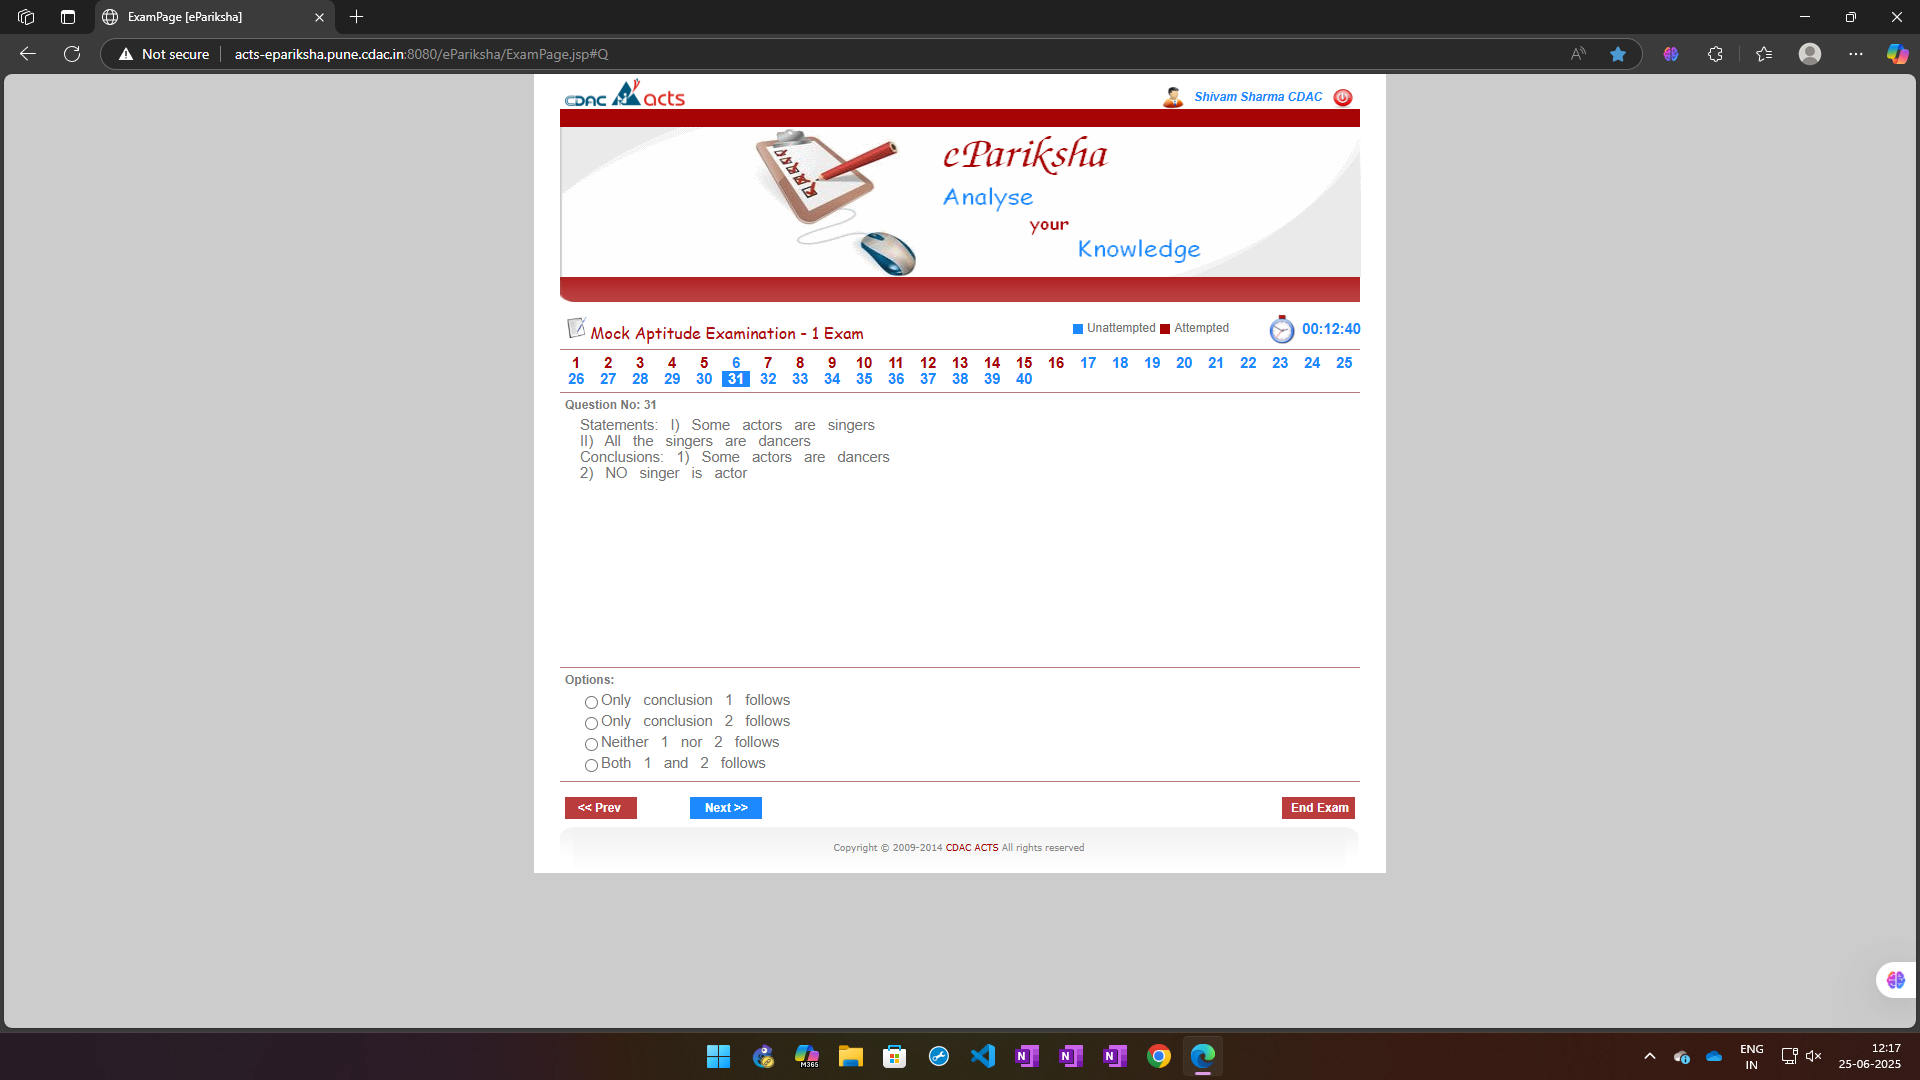 ExamPage [ePariksha]
Not secure
acts-epariksha.pune.cdac.in:8080/ePariksha/ExamPage.jsp#Q
CDAC acts
Shivam Sharma CDAC
ePariksha
Analyse
your
Knowledge
Mock Aptitude Examination - 1 Exam
Unattempted Attempted
00:12:40
1 2 3 4 5 6 7 8 9 10 11 12 13 14 15 16 17 18 19 20 21 22 23 24 25
26 27 28 29 30 31 32 33 34 35 36 37 38 39 40
Question No: 31
Statements: I) Some actors are singers
II) All the singers are dancers
Conclusions: 1) Some actors are dancers
2) NO singer is actor
Options:
Only conclusion 1 follows
Only conclusion 2 follows
Neither 1 nor 2 follows
Both 1 and 2 follows
<< Prev
Next >>
End Exam
Copyright © 2009-2014 CDAC ACTS All rights reserved
M365
N
N
N
ENG
IN
12:17
25-06-2025